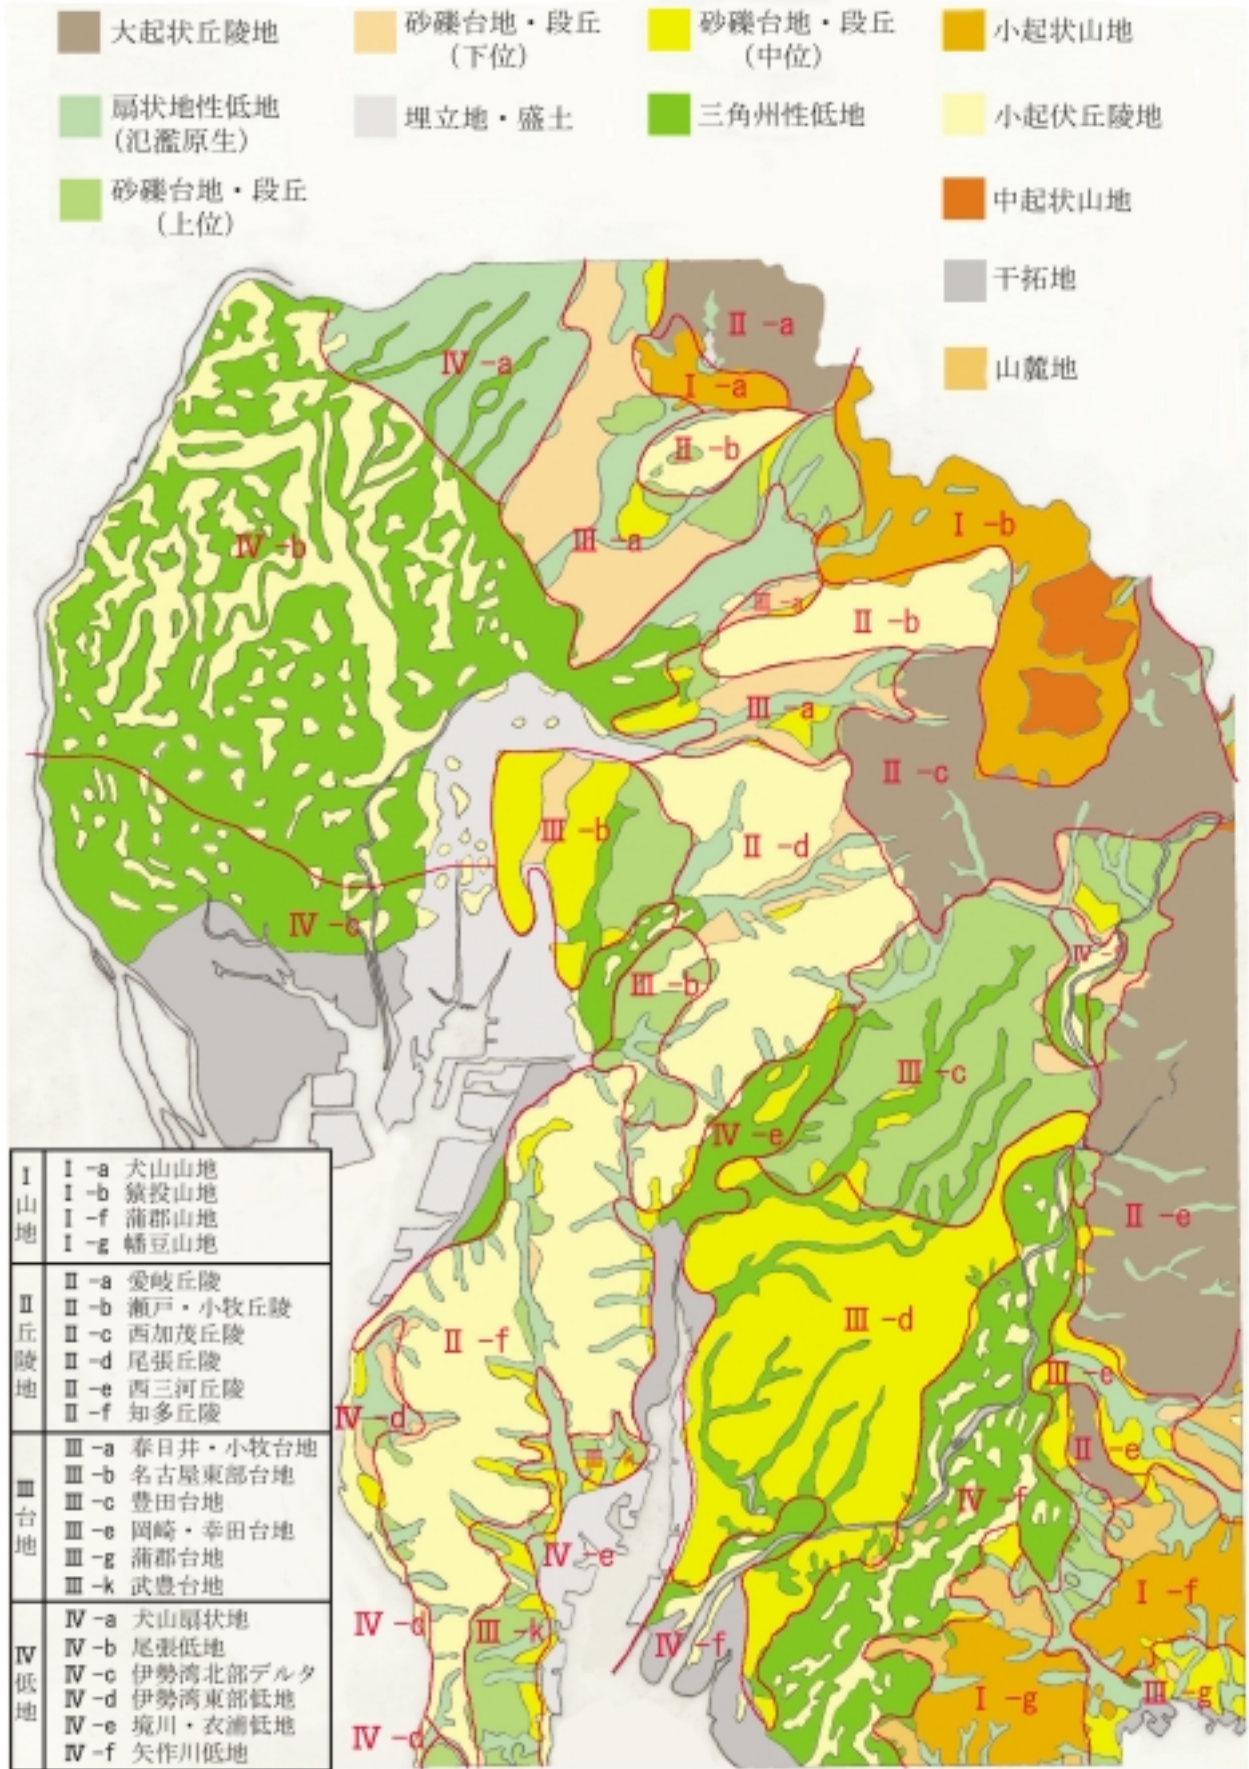 大起状丘陵地
砂礫台地・段丘
(下位)
砂礫台地・段丘
(中位)
小起状山地
扇状地性低地
(氾濫原生)
埋立地・盛土
三角州性低地
小起伏丘陵地
砂礫台地・段丘
(上位)
中起状山地
干拓地
山麓地
Ⅱ-a
Ⅳ-a
Ⅰ-a
Ⅱ-b
Ⅰ-b
Ⅳ-b
Ⅲ-a
Ⅲ-a
Ⅱ-b
Ⅲ-a
Ⅱ-c
Ⅲ-b
Ⅱ-d
Ⅳ-c
Ⅲ-b
Ⅲ-c
Ⅳ-e
Ⅱ-e
Ⅲ-d
Ⅱ-f
Ⅲ-e
Ⅳ-d
Ⅱ-e
Ⅳ-f
Ⅳ-e
Ⅰ-f
Ⅳ-d
Ⅲ-k
Ⅳ-f
Ⅰ-g
Ⅲ-g
Ⅳ-d
Ⅰ山地
Ⅰ-a 犬山山地
Ⅰ-b 猿投山地
Ⅰ-f 蒲郡山地
Ⅰ-g 幡豆山地
Ⅱ丘陵地
Ⅱ-a 愛岐丘陵
Ⅱ-b 瀬戸・小牧丘陵
Ⅱ-c 西加茂丘陵
Ⅱ-d 尾張丘陵
Ⅱ-e 西三河丘陵
Ⅱ-f 知多丘陵
Ⅲ台地
Ⅲ-a 春日井・小牧台地
Ⅲ-b 名古屋東部台地
Ⅲ-c 豊田台地
Ⅲ-e 岡崎・幸田台地
Ⅲ-g 蒲郡台地
Ⅲ-k 武豊台地
Ⅳ低地
Ⅳ-a 犬山扇状地
Ⅳ-b 尾張低地
Ⅳ-c 伊勢湾北部デルタ
Ⅳ-d 伊勢湾東部低地
Ⅳ-e 境川・衣浦低地
Ⅳ-f 矢作川低地